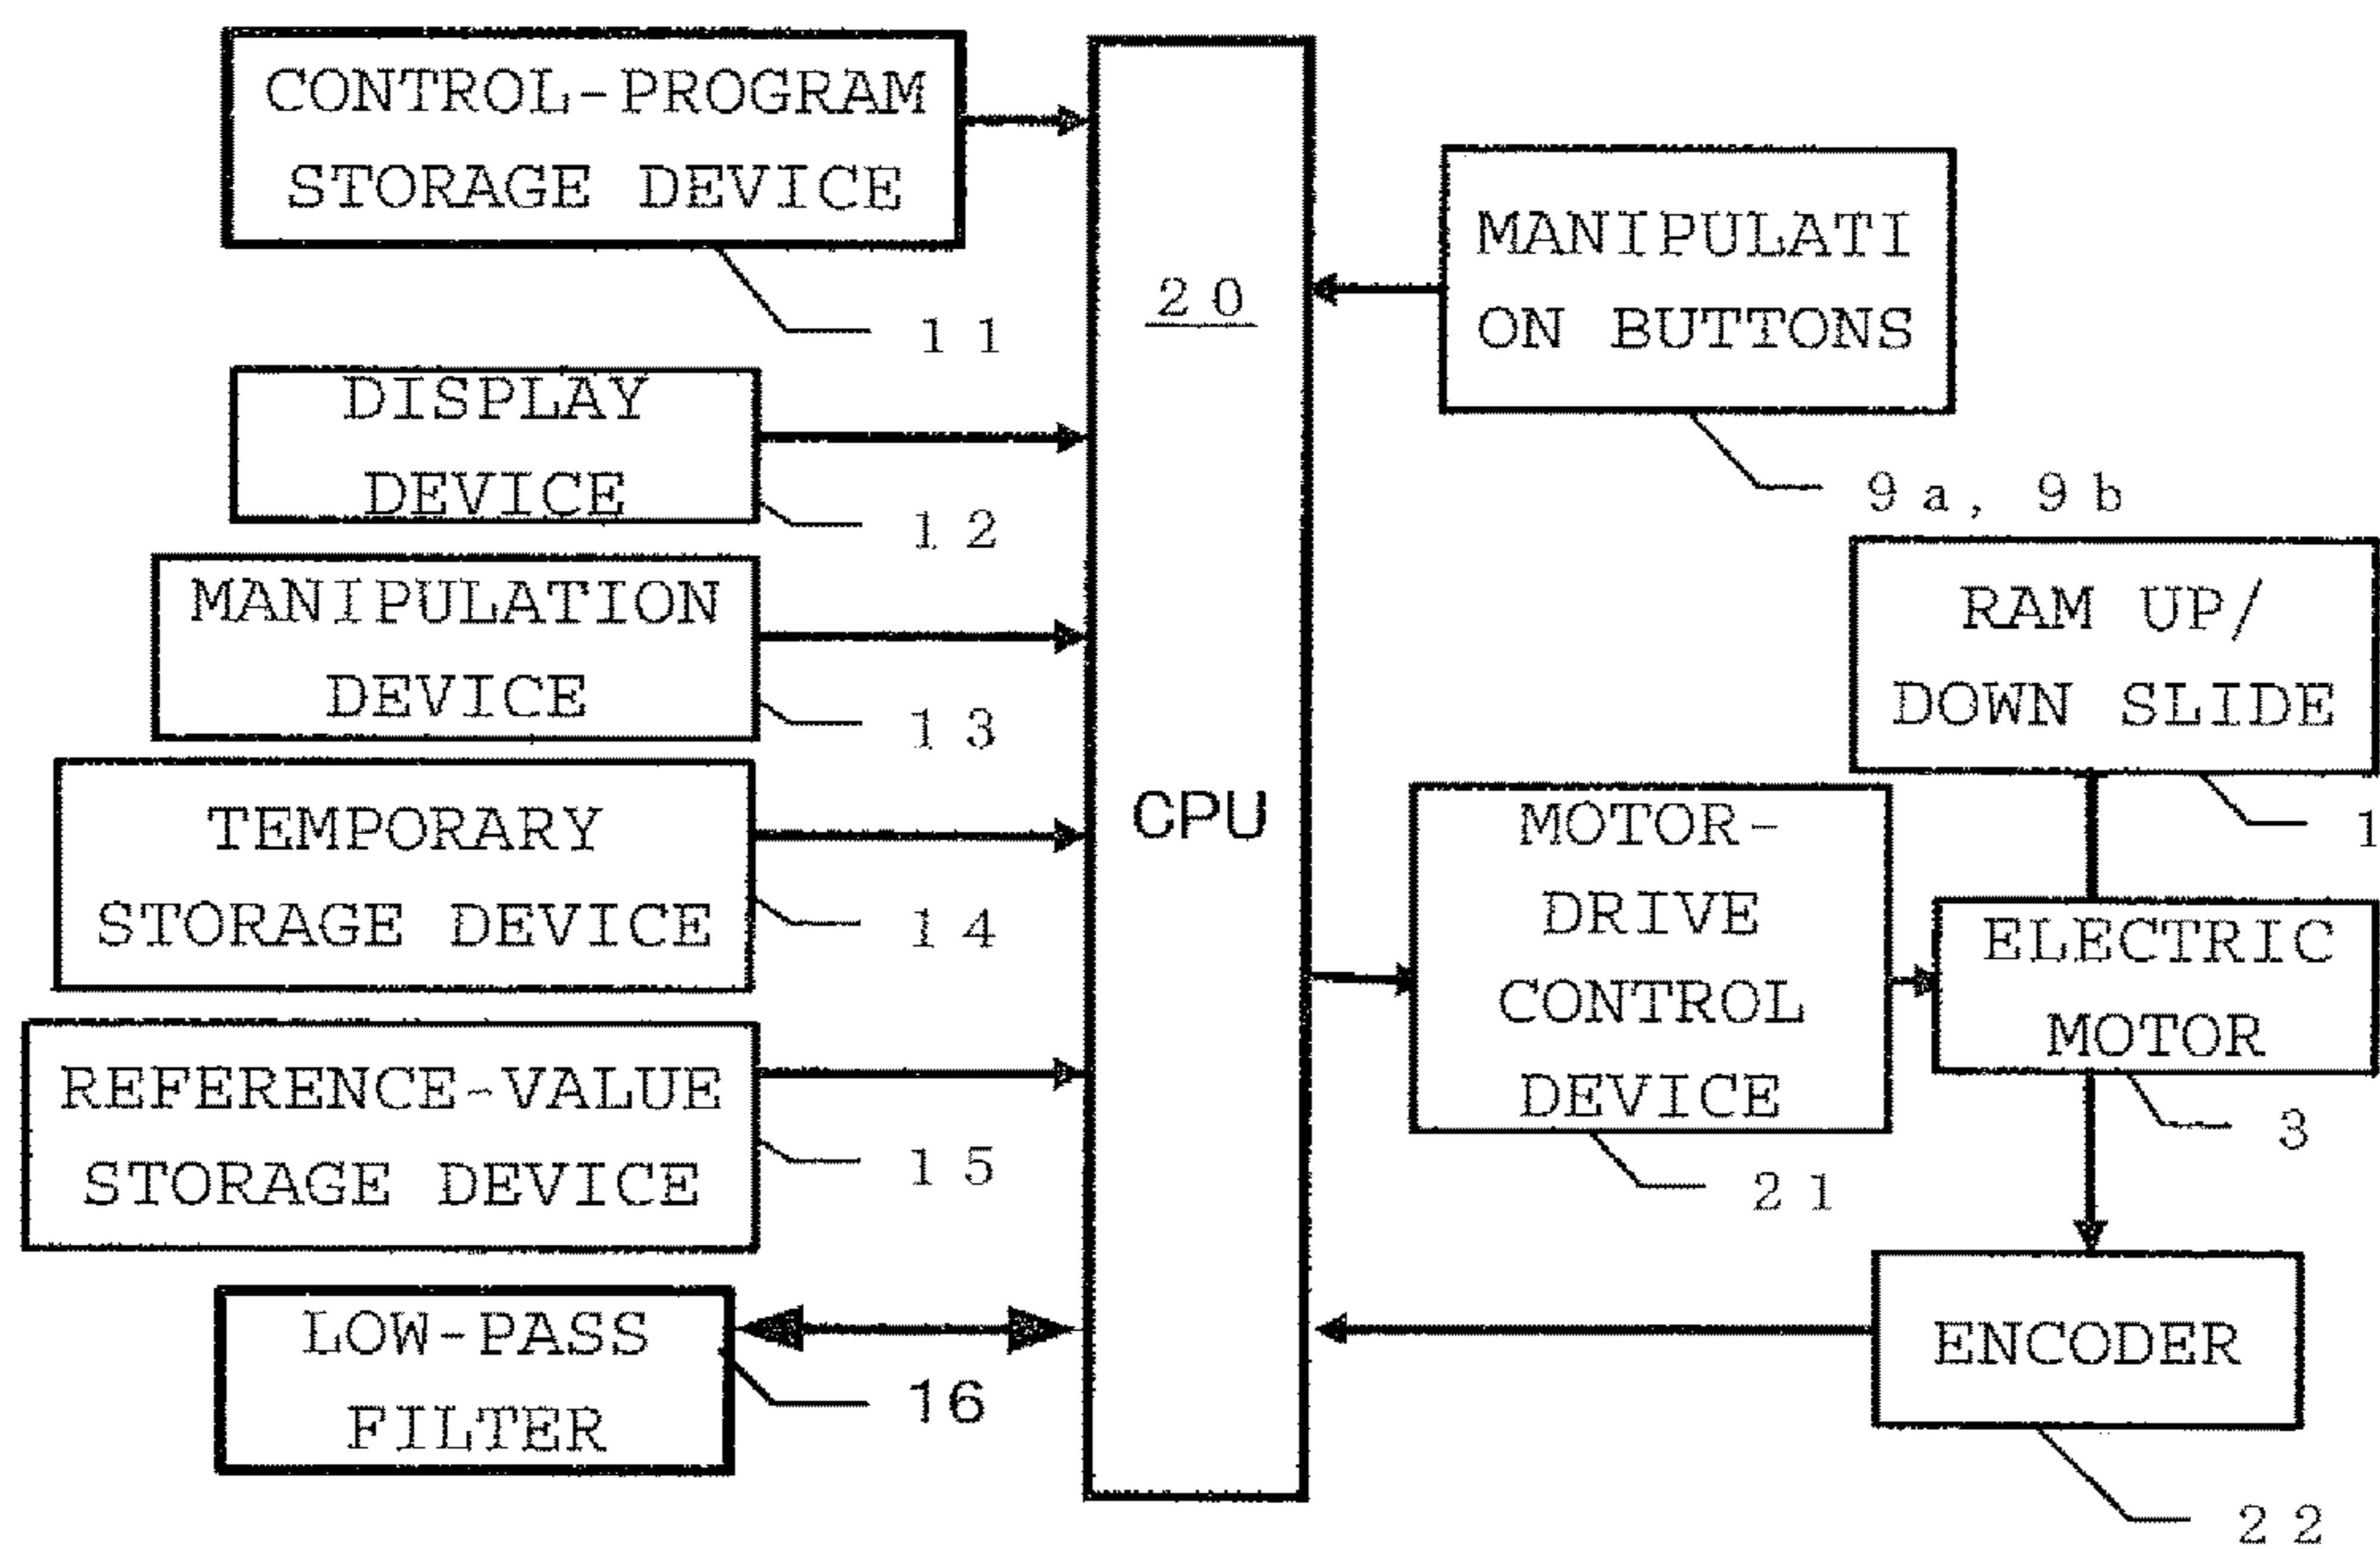 CONTROL-PROGRAM
STORAGE DEVICE
11
DISPLAY
DEVICE
12
MANIPULATION
DEVICE
13
TEMPORARY
STORAGE DEVICE
14
REFERENCE-VALUE
STORAGE DEVICE
15
LOW-PASS
FILTER
16
20
CPU
MANIPULATI
ON BUTTONS
9a, 9b
RAM UP/
DOWN SLIDE
1
MOTOR-
DRIVE
CONTROL
DEVICE
21
ELECTRIC
MOTOR
3
ENCODER
22